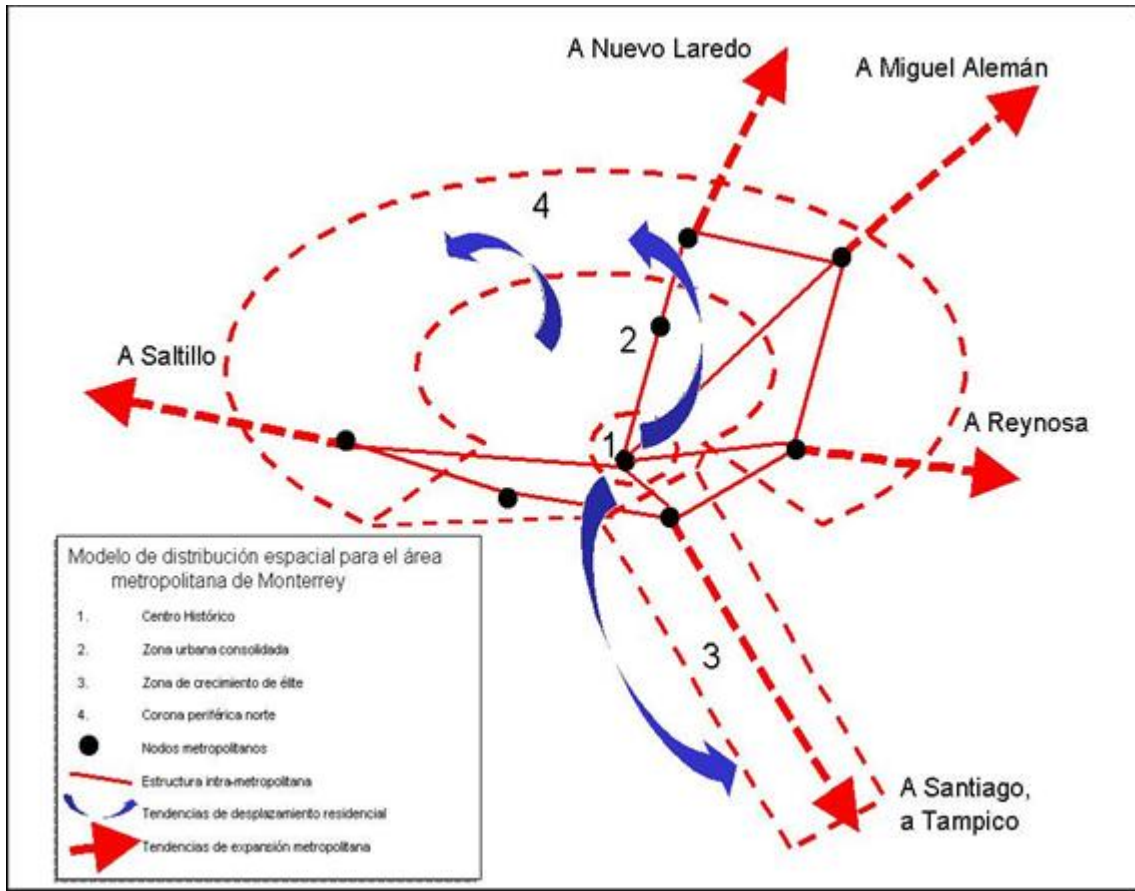 A Nuevo Laredo
A Miguel Alemán
4
2
A Saltillo
A Reynosa
1
3
A Santiago,
a Tampico
Modelo de distribución espacial para el área
metropolitana de Monterrey
1. Centro Histórico
2. Zona urbana consolidada
3. Zona de crecimiento de élite
4. Corona periférica norte
Nodos metropolitanos
Estructura intra-metropolitana
Tendencias de desplazamiento residencial
Tendencias de expansión metropolitana